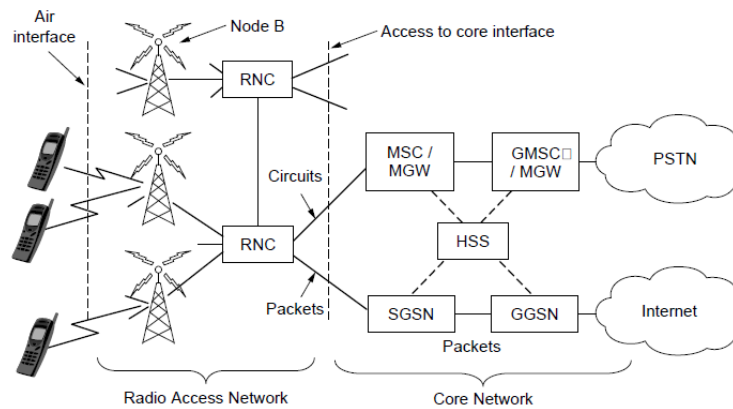 Air
interface
Node B
Access to core interface
RNC
MSC /
MGW
GMSC□
/ MGW
PSTN
Circuits
RNC
HSS
Packets
SGSN
GGSN
Internet
Packets
Radio Access Network
Core Network